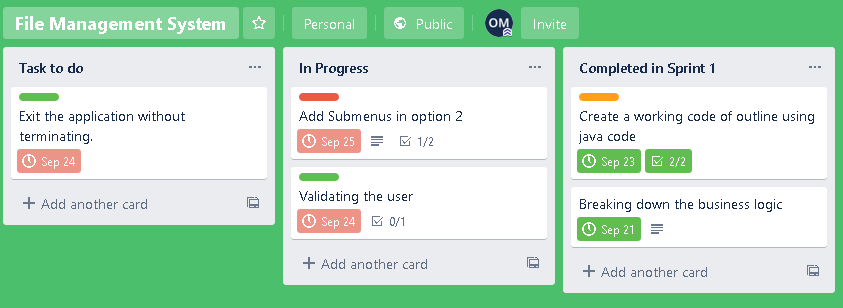 File Management System
Personal
Public
OM
Invite
Task to do
Exit the application without
terminating.
Sep 24
Add another card
In Progress
Add Submenus in option 2
Sep 25
1/2
Validating the user
Sep 24
0/1
Add another card
Completed in Sprint 1
Create a working code of outline using
java code
Sep 23
2/2
Breaking down the business logic
Sep 21
Add another card